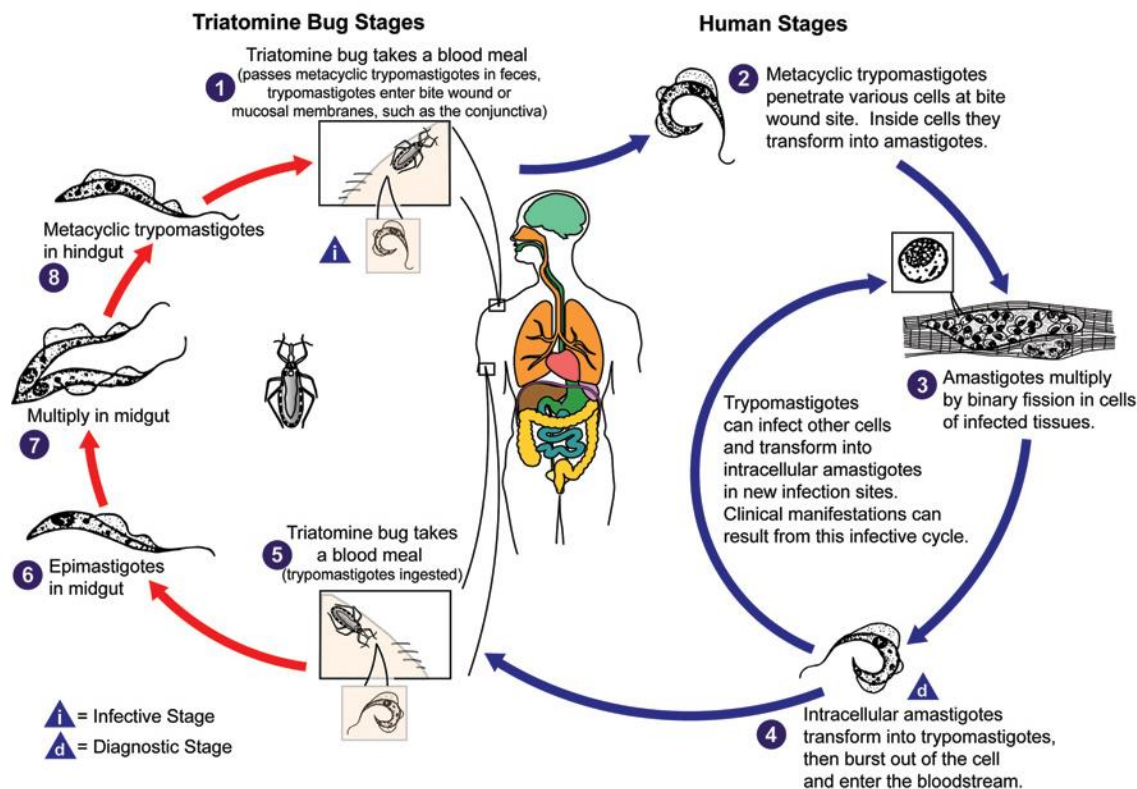 Triatomine Bug Stages
Human Stages
1
Triatomine bug takes a blood meal
(passes metacyclic trypomastigotes in feces,
trypomastigotes enter bite wound or
mucosal membranes, such as the conjunctiva)
i
2
Metacyclic trypomastigotes
penetrate various cells at bite
wound site. Inside cells they
transform into amastigotes.
3
Amastigotes multiply
by binary fission in cells
of infected tissues.
Trypomastigotes
can infect other cells
and transform into
intracellular amastigotes
in new infection sites.
Clinical manifestations can
result from this infective cycle.
d
4
Intracellular amastigotes
transform into trypomastigotes,
then burst out of the cell
and enter the bloodstream.
5
Triatomine bug takes
a blood meal
(trypomastigotes ingested)
6
Epimastigotes
in midgut
Multiply in midgut
7
Metacyclic trypomastigotes
in hindgut
8
i = Infective Stage
d = Diagnostic Stage